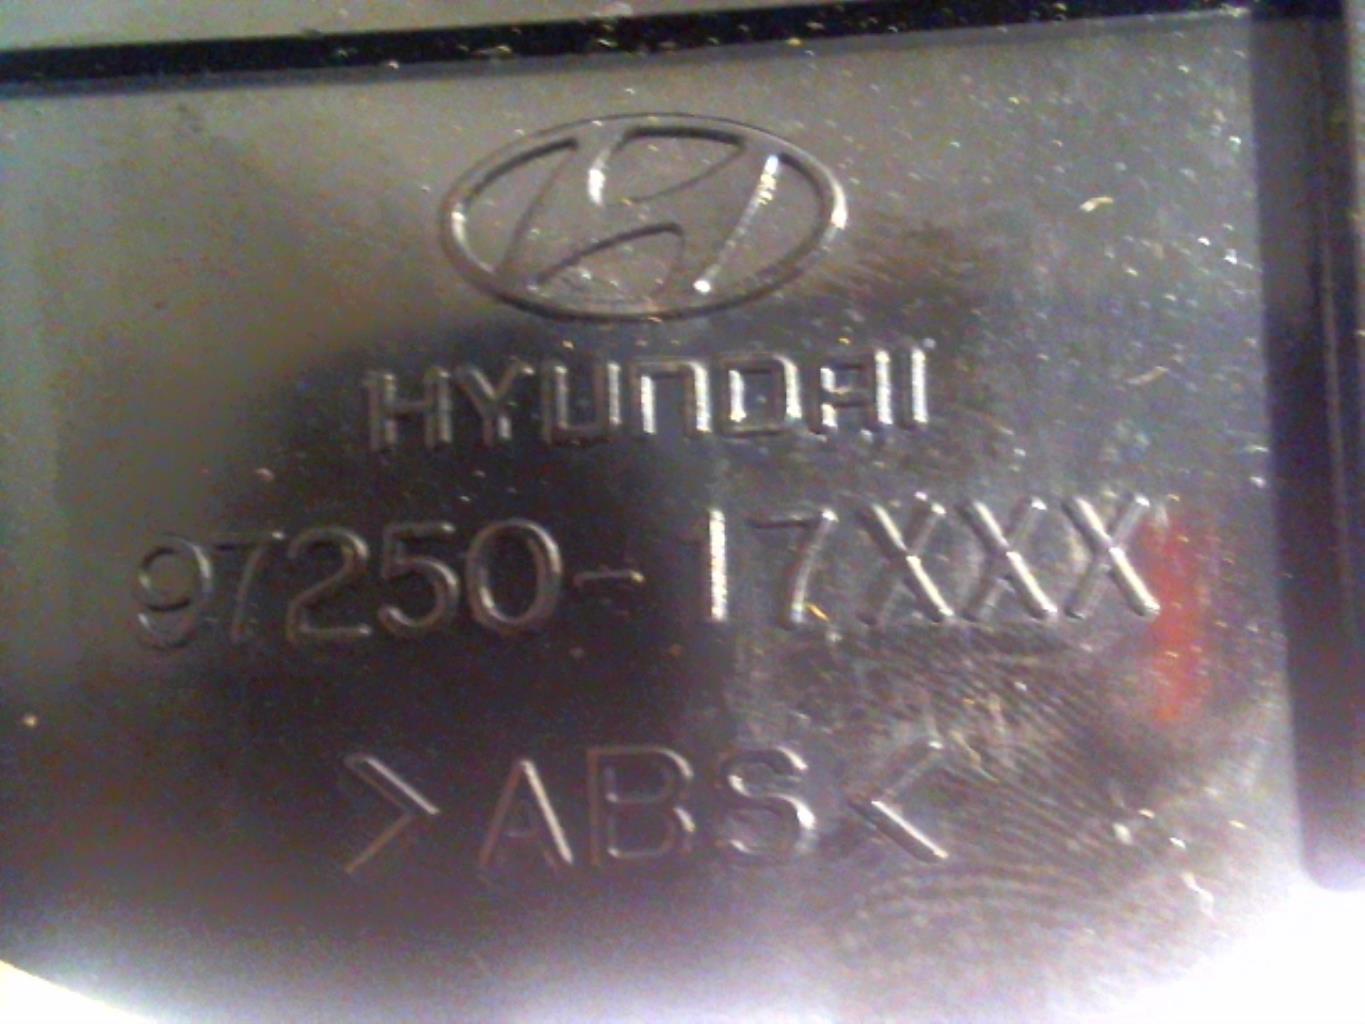 HYUNDAI
97250-17XXX
>ABS<